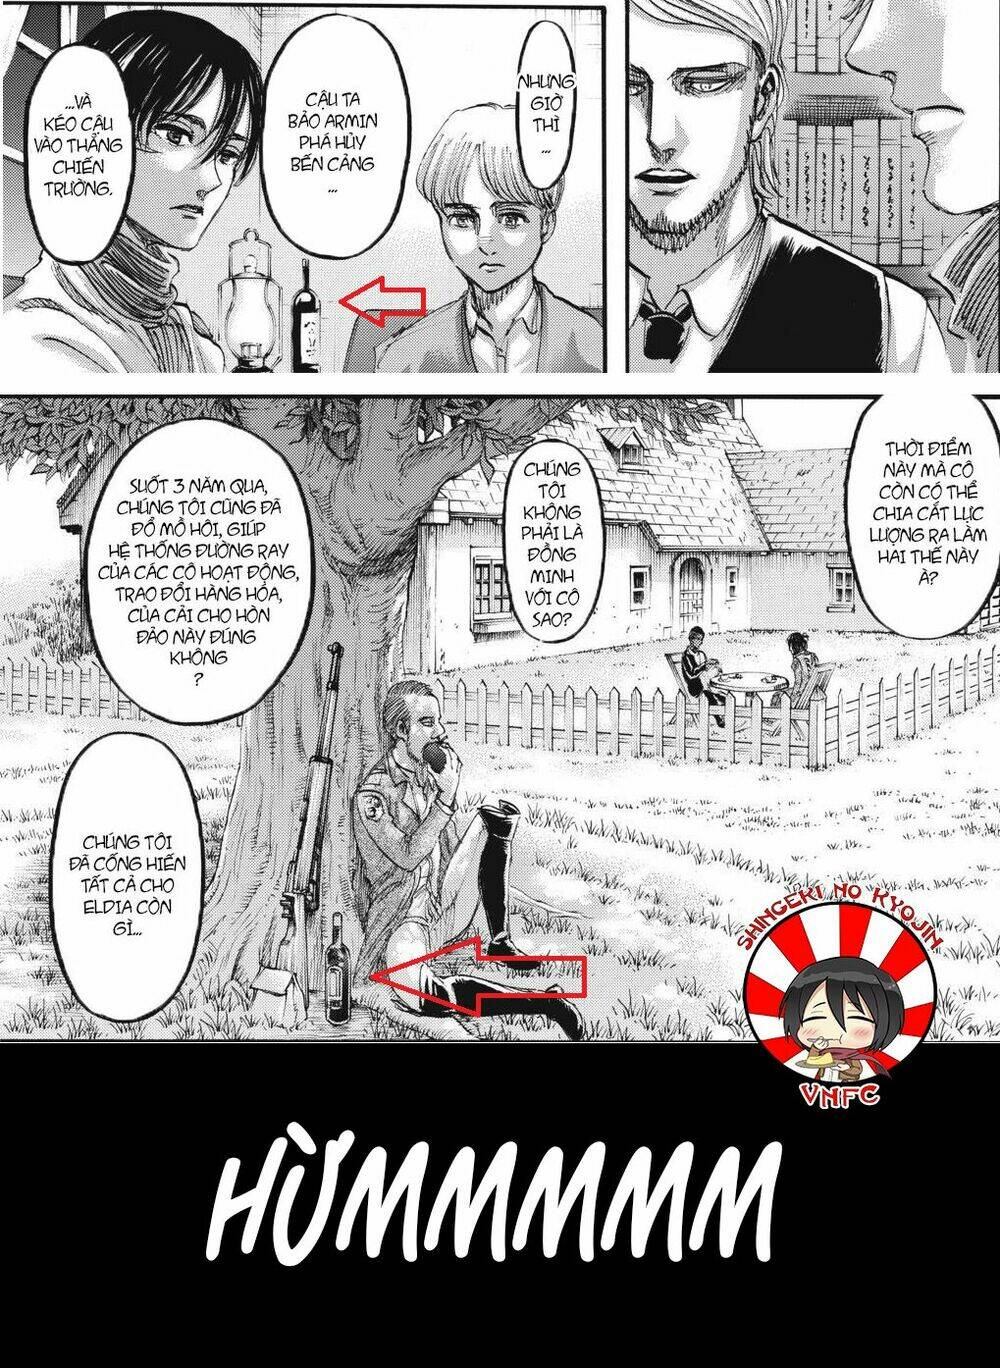 NHƯNG
GIỜ
THÌ
...
CẬU TA
BẢO ARMIN
PHÁ HỦY
BẾN CẢNG
...
...VÀ
KÉO CẬU
VÀO THẲNG
CHIẾN
TRƯỜNG.
THỜI ĐIỂM
NÀY MÀ CÔ
CÒN CÓ THỂ
CHIA CẮT LỰC
LƯỢNG RA LÀM
HAI THẾ NÀY
À?
CHÚNG
TÔI
KHÔNG
PHẢI LÀ
ĐỒNG
MINH
VỚI CÔ
SAO?
SUỐT 3 NĂM QUA,
CHÚNG TÔI CŨNG ĐÃ
ĐỔ MỒ HÔI, GIÚP
HỆ THỐNG ĐƯỜNG RAY
CỦA CÁC CÔ HOẠT ĐỘNG,
TRAO ĐỔI HÀNG HÓA,
CỦA CẢI CHO HÒN
ĐẢO NÀY ĐÚNG
KHÔNG
?
CHÚNG TÔI
ĐÃ CỐNG HIẾN
TẤT CẢ CHO
ELDIA CÒN
GÌ...
SHINGEKI NO KYOJIN
VNFC
HỪMMMMM